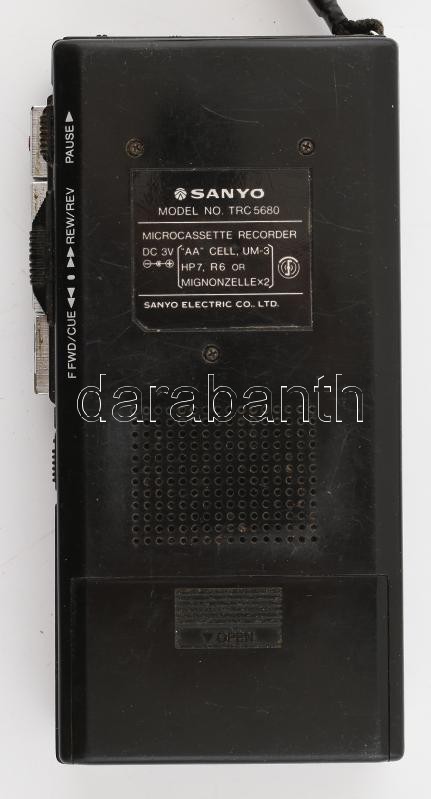 SANYO
MODEL NO. TRC 5680
MICROCASSETTE RECORDER
DC 3V "AA" CELL, UM-3
HP7, R6 OR
MIGNONZELLE×2
SANYO ELECTRIC CO., LTD.
PAUSE ▶
F FWD/CUE ◀◀ ● ▶▶ REW/REV
darabanth
▼ OPEN